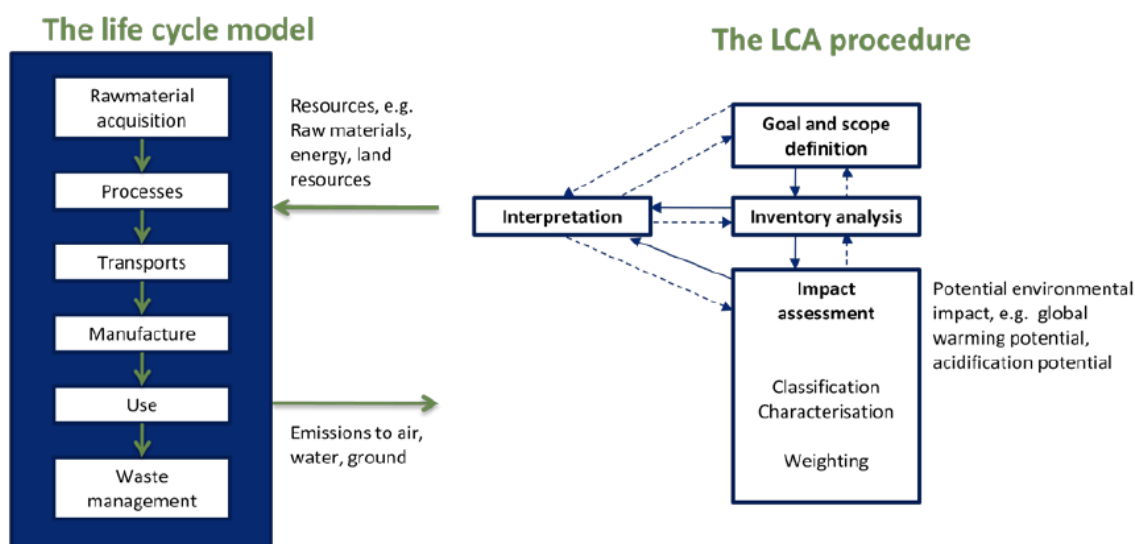 The life cycle model
Rawmaterial
acquisition
Processes
Transports
Manufacture
Use
Waste
management
Resources, e.g.
Raw materials,
energy, land
resources
Emissions to air,
water, ground
The LCA procedure
Goal and scope
definition
Interpretation
Inventory analysis
Impact
assessment
Classification
Characterisation
Weighting
Potential environmental
impact, e.g. global
warming potential,
acidification potential